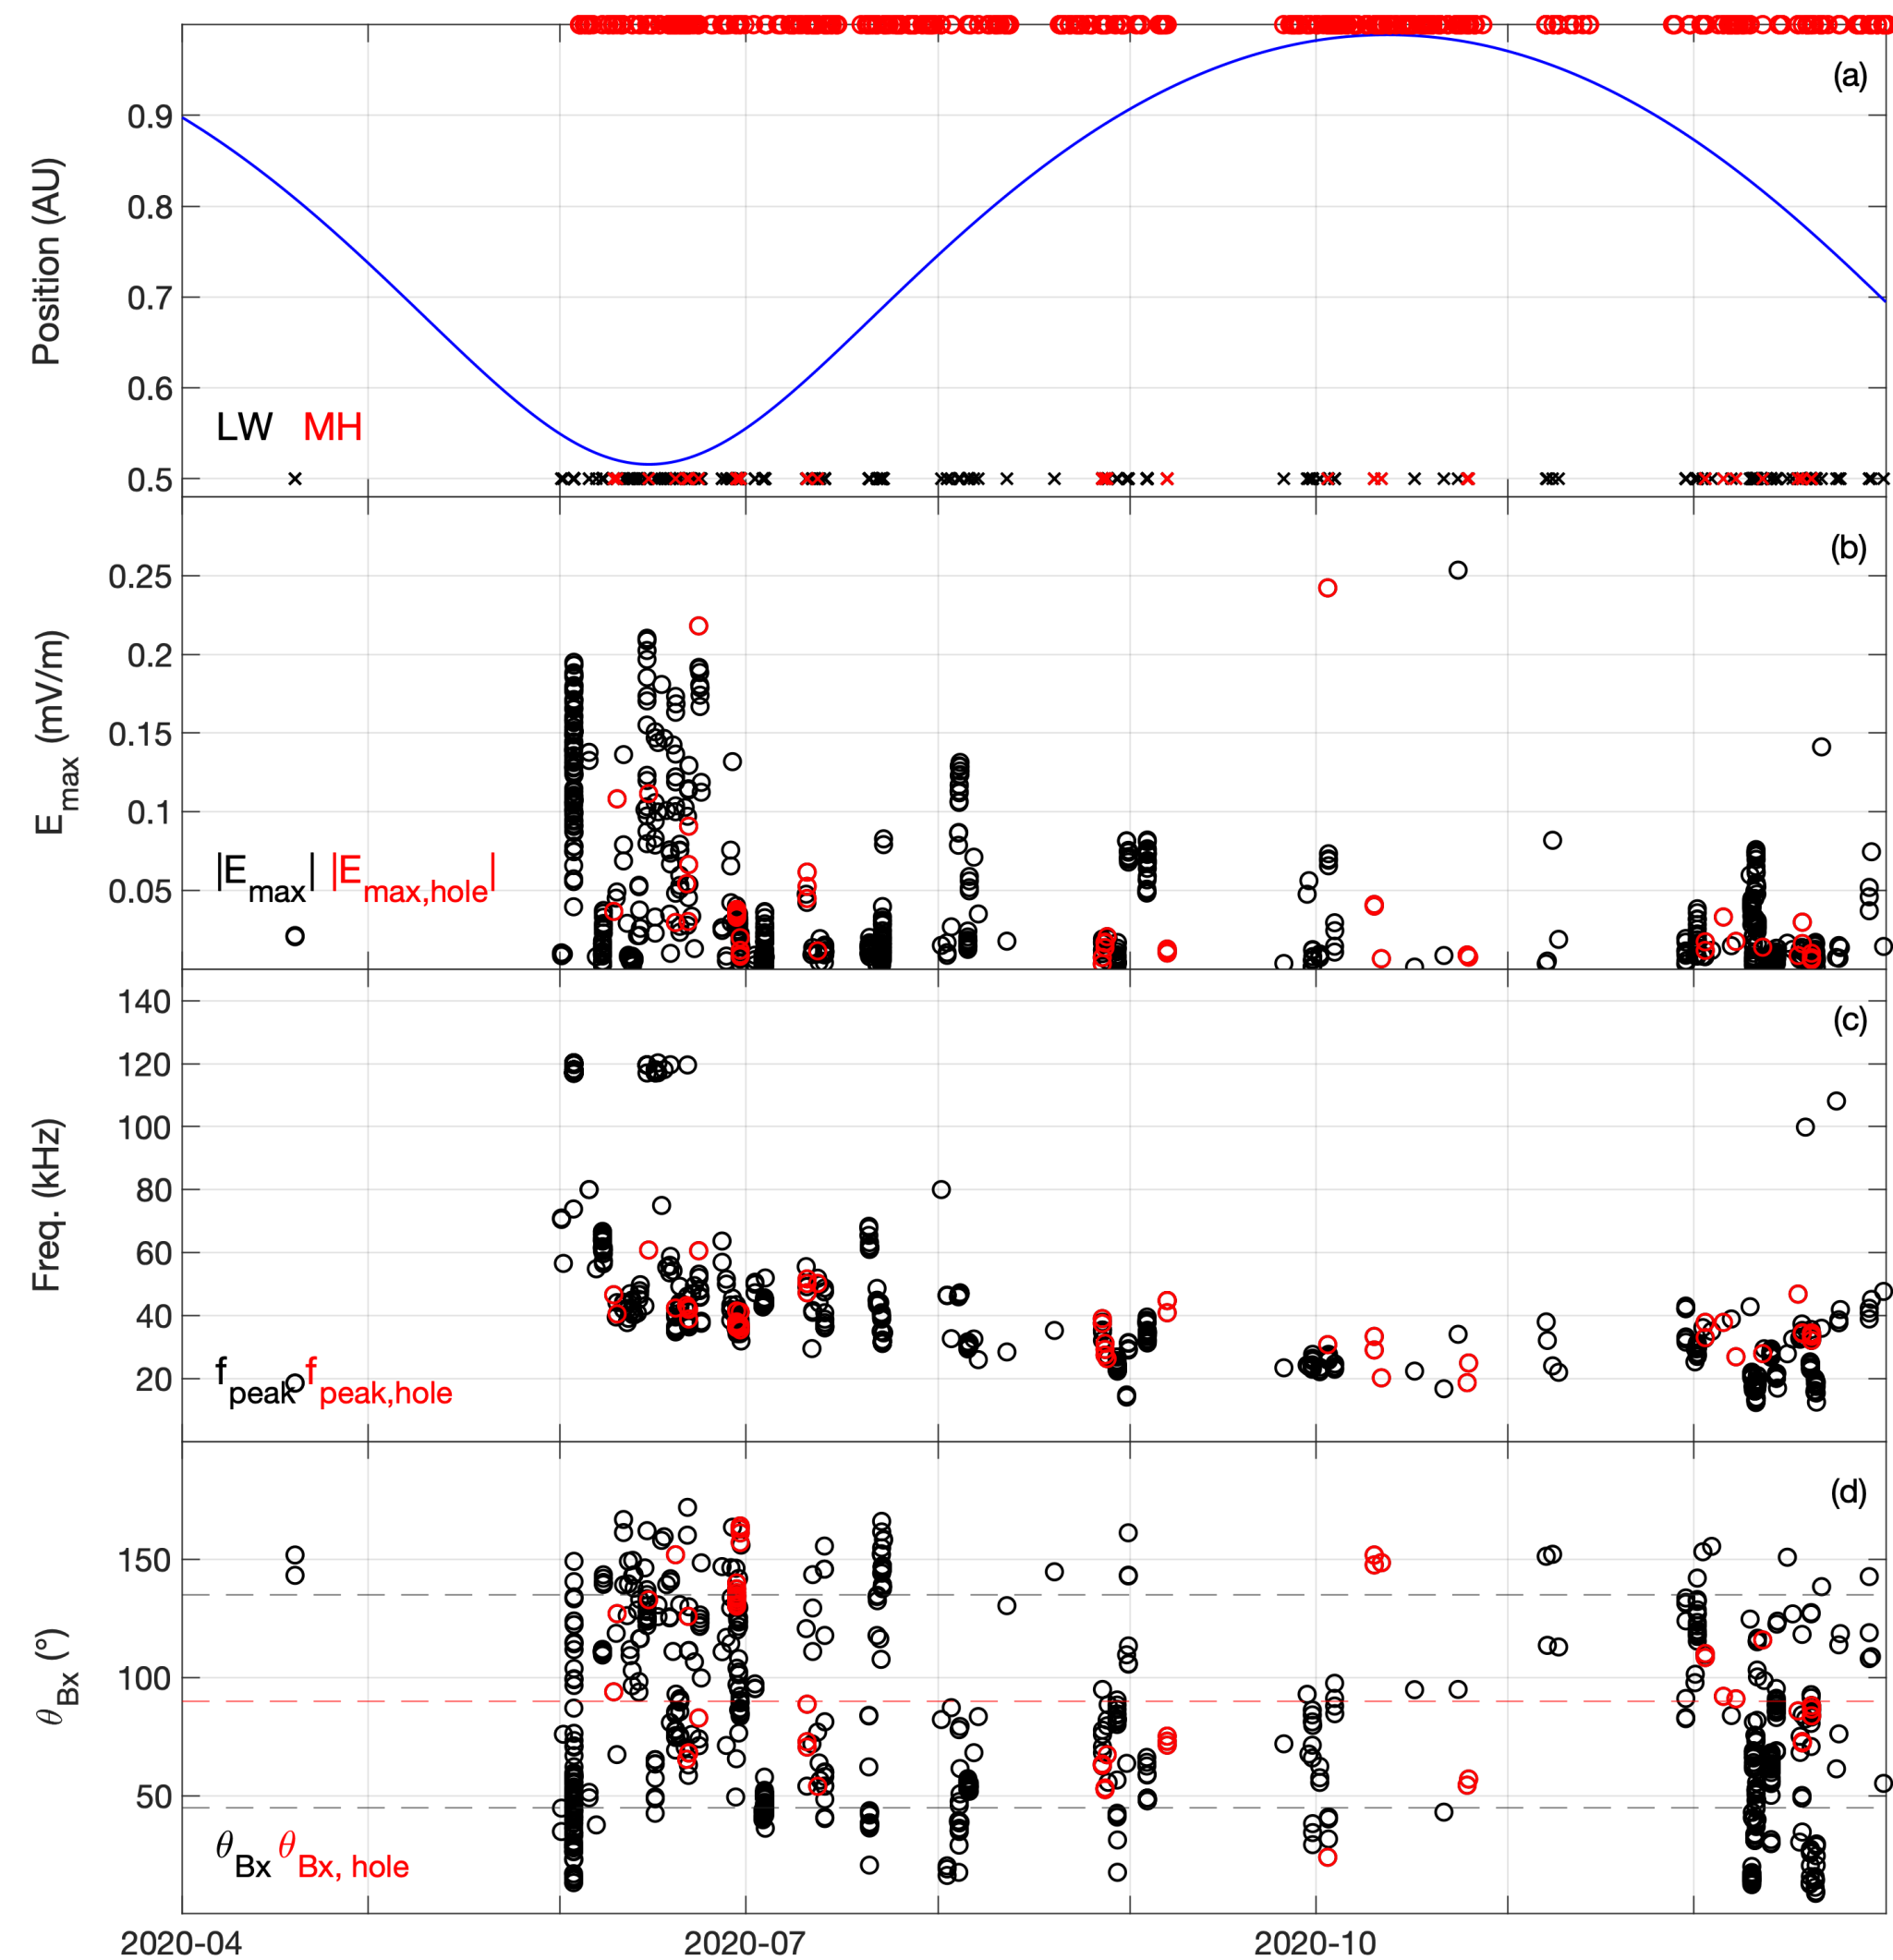 (a)
Position (AU)
0.9
0.8
0.7
0.6
0.5
LW MH
(b)
E_max (mV/m)
0.25
0.2
0.15
0.1
0.05
|E_max| |E_max,hole|
(c)
Freq. (kHz)
140
120
100
80
60
40
20
f_peak f_peak,hole
(d)
θ_Bx (°)
150
100
50
θ_Bx θ_Bx, hole
2020-04 2020-07 2020-10